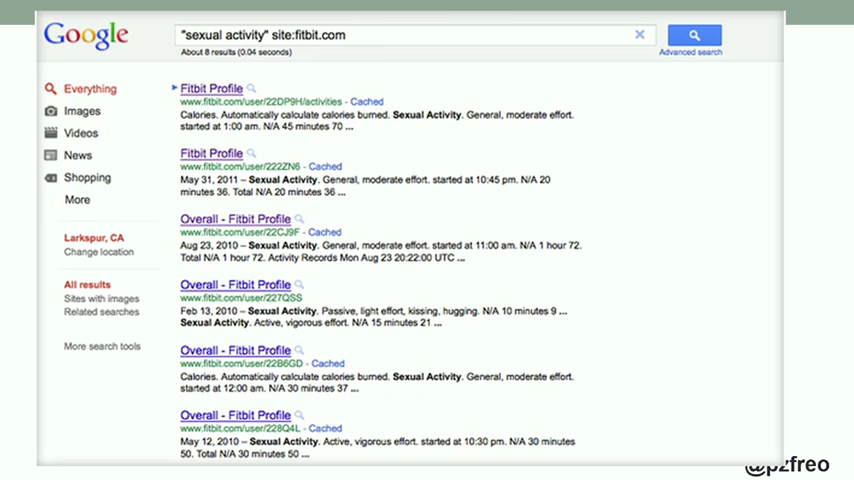 Google
"sexual activity" site:fitbit.com
About 8 results (0.04 seconds)
Advanced search
Everything
Images
Videos
News
Shopping
More
Larkspur, CA
Change location
All results
Sites with images
Related searches
More search tools
Fitbit Profile
www.fitbit.com/user/22DP9H/activities - Cached
Calories. Automatically calculate calories burned. Sexual Activity. General, moderate effort.
started at 1:00 am. N/A 45 minutes 70 ...
Fitbit Profile
www.fitbit.com/user/222ZN6 - Cached
May 31, 2011 – Sexual Activity. General, moderate effort. started at 10:45 pm. N/A 20
minutes 36. Total N/A 20 minutes 36 ...
Overall - Fitbit Profile
www.fitbit.com/user/22CJ9F - Cached
Aug 23, 2010 – Sexual Activity. General, moderate effort. started at 11:00 am. N/A 1 hour 72.
Total N/A 1 hour 72. Activity Records Mon Aug 23 20:22:00 UTC ...
Overall - Fitbit Profile
www.fitbit.com/user/227QSS
Feb 13, 2010 – Sexual Activity. Passive, light effort, kissing, hugging. N/A 10 minutes 9 ...
Sexual Activity. Active, vigorous effort. N/A 15 minutes 21 ...
Overall - Fitbit Profile
www.fitbit.com/user/22B6GD - Cached
Calories. Automatically calculate calories burned. Sexual Activity. General, moderate effort.
started at 12:00 am. N/A 30 minutes 37 ...
Overall - Fitbit Profile
www.fitbit.com/user/228Q4L - Cached
May 12, 2010 – Sexual Activity. Active, vigorous effort. started at 10:30 pm. N/A 30 minutes
50. Total N/A 30 minutes 50 ...
@pzfreo